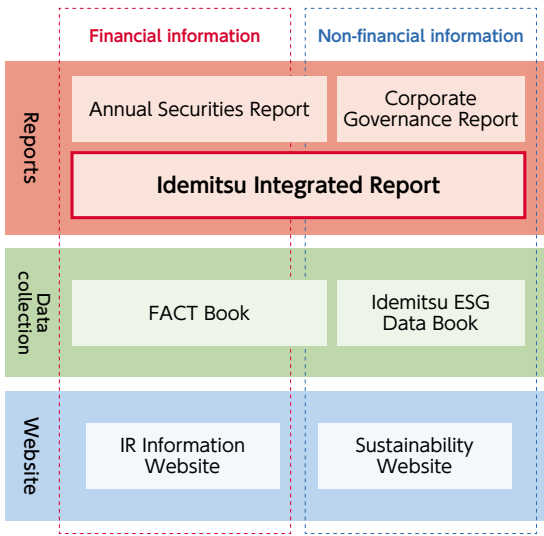 Financial information
Non-financial information
Reports
Annual Securities Report
Corporate
Governance Report
Idemitsu Integrated Report
Data
collection
FACT Book
Idemitsu ESG
Data Book
Website
IR Information
Website
Sustainability
Website